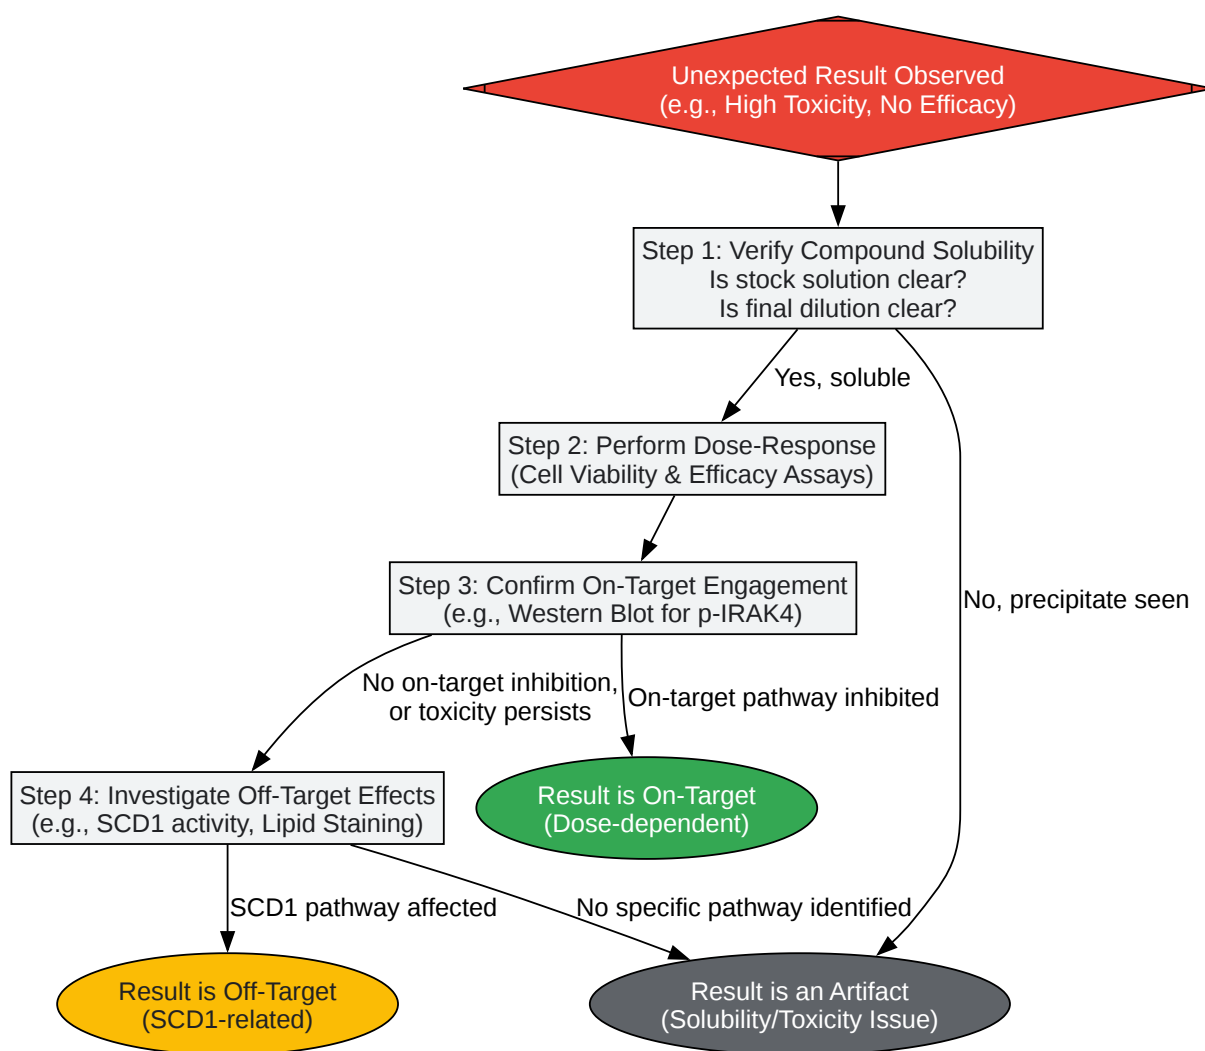 Unexpected Result Observed
(e.g., High Toxicity, No Efficacy)
Step 1: Verify Compound Solubility
Is stock solution clear?
Is final dilution clear?
Yes, soluble
Step 2: Perform Dose-Response
(Cell Viability & Efficacy Assays)
Step 3: Confirm On-Target Engagement
(e.g., Western Blot for p-IRAK4)
No, precipitate seen
No on-target inhibition,
or toxicity persists
On-target pathway inhibited
Step 4: Investigate Off-Target Effects
(e.g., SCD1 activity, Lipid Staining)
Result is On-Target
(Dose-dependent)
SCD1 pathway affected
No specific pathway identified
Result is Off-Target
(SCD1-related)
Result is an Artifact
(Solubility/Toxicity Issue)